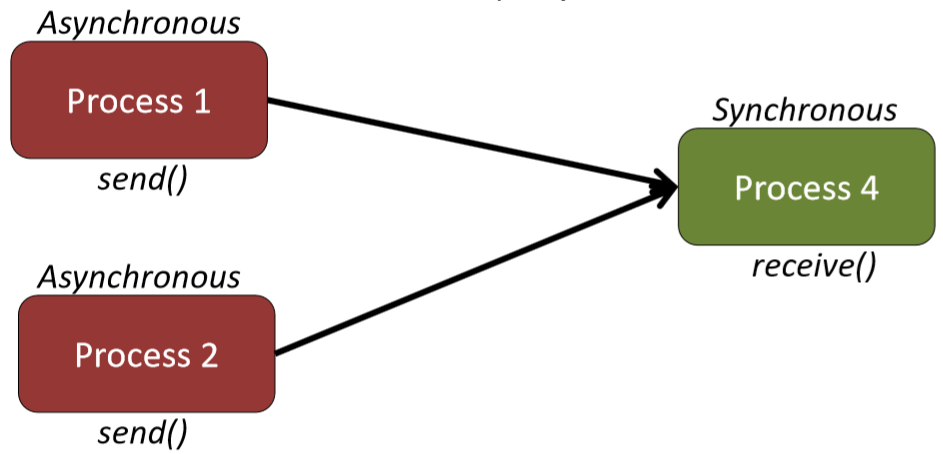 Asynchronous
Process 1
send()
Asynchronous
Process 2
send()
Synchronous
Process 4
receive()